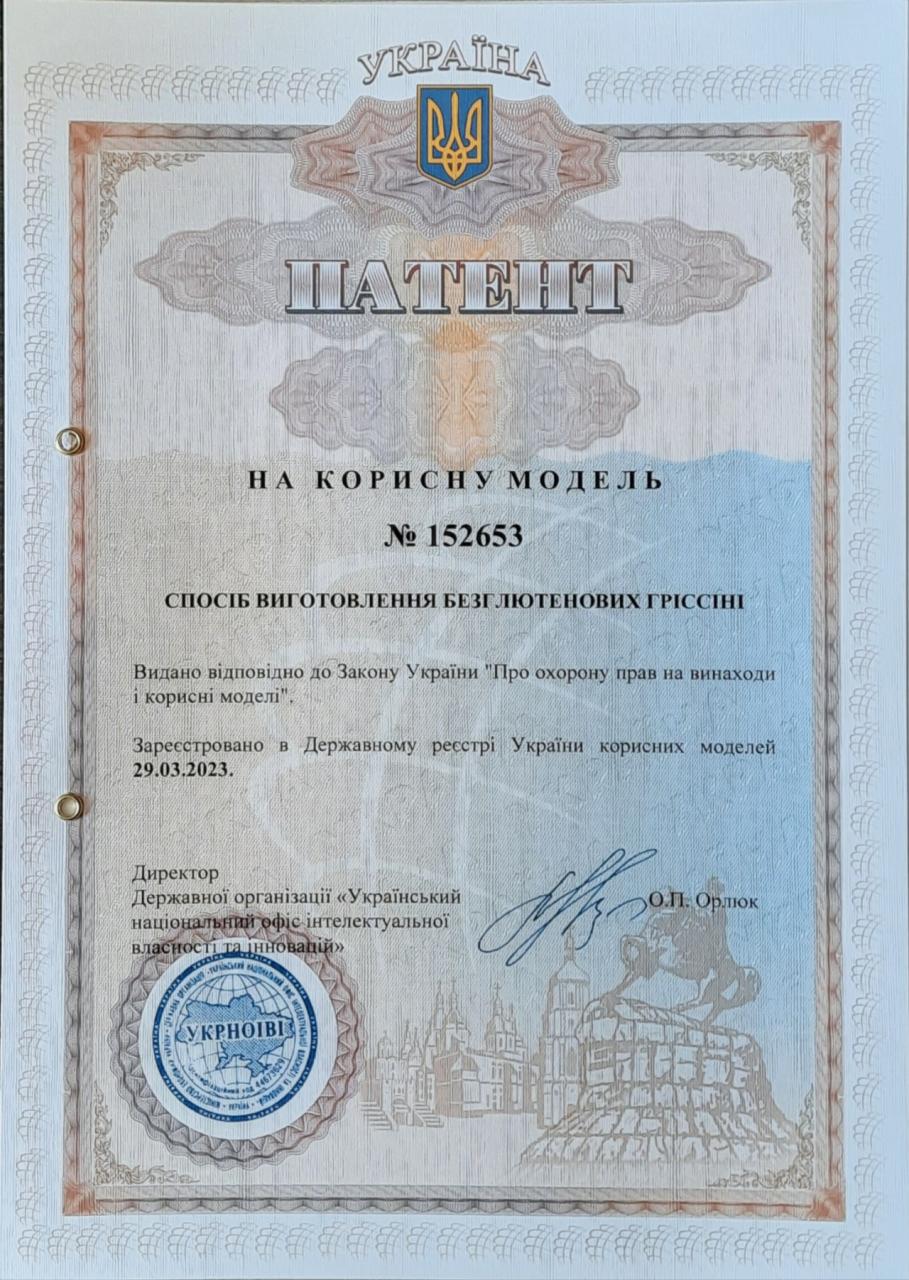 УКРАЇНА
ПАТЕНТ
НА КОРИСНУ МОДЕЛЬ
№ 152653
СПОСІБ ВИГОТОВЛЕННЯ БЕЗГЛЮТЕНОВИХ ГРІССІНІ
Видано відповідно до Закону України "Про охорону прав на винаходи
і корисні моделі".
Зареєстровано в Державному реєстрі України корисних моделей
29.03.2023.
Директор
Державної організації «Український
національний офіс інтелектуальної
власності та інновацій»
О.П. Орлюк
УКРНОІВІ